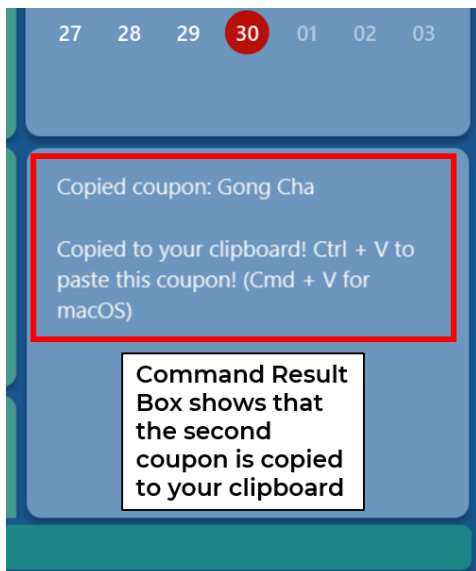 27 28 29 30 01 02 03
Copied coupon: Gong Cha
Copied to your clipboard! Ctrl + V to
paste this coupon! (Cmd + V for
macOS)
Command Result
Box shows that
the second
coupon is copied
to your clipboard